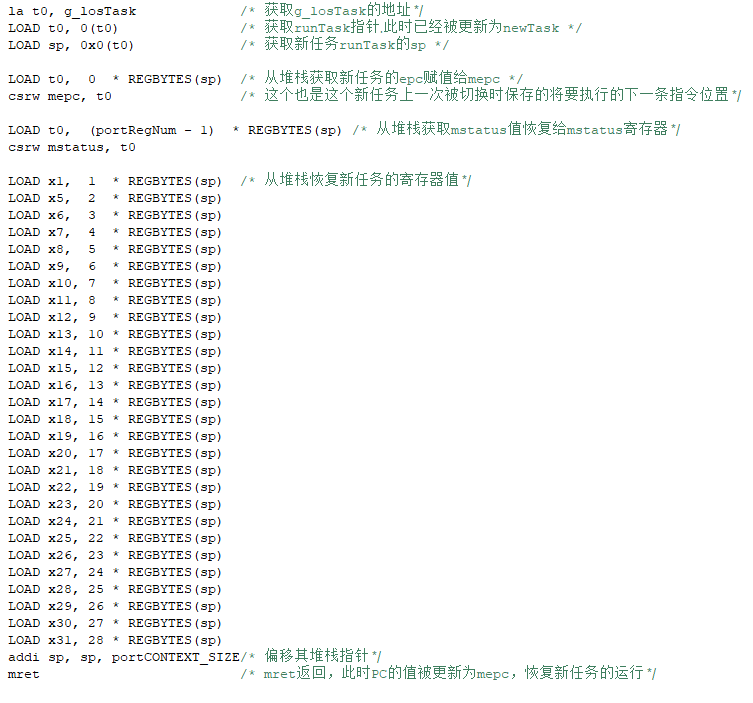 la t0, g_losTask /* 获取g_losTask的地址*/
LOAD t0, 0(t0) /* 获取runTask指针,此时已经被更新为newTask */
LOAD sp, 0x0(t0) /* 获取新任务runTask的sp */
LOAD t0, 0 * REGBYTES(sp) /* 从堆栈获取新任务的epc赋值给mepc */
csrw mepc, t0 /* 这个也是这个新任务上一次被切换时保存的将要执行的下一条指令位置*/
LOAD t0, (portRegNum - 1) * REGBYTES(sp) /* 从堆栈获取mstatus值恢复给mstatus寄存器*/
csrw mstatus, t0
LOAD x1, 1 * REGBYTES(sp) /* 从堆栈恢复新任务的寄存器值*/
LOAD x5, 2 * REGBYTES(sp)
LOAD x6, 3 * REGBYTES(sp)
LOAD x7, 4 * REGBYTES(sp)
LOAD x8, 5 * REGBYTES(sp)
LOAD x9, 6 * REGBYTES(sp)
LOAD x10, 7 * REGBYTES(sp)
LOAD x11, 8 * REGBYTES(sp)
LOAD x12, 9 * REGBYTES(sp)
LOAD x13, 10 * REGBYTES(sp)
LOAD x14, 11 * REGBYTES(sp)
LOAD x15, 12 * REGBYTES(sp)
LOAD x16, 13 * REGBYTES(sp)
LOAD x17, 14 * REGBYTES(sp)
LOAD x18, 15 * REGBYTES(sp)
LOAD x19, 16 * REGBYTES(sp)
LOAD x20, 17 * REGBYTES(sp)
LOAD x21, 18 * REGBYTES(sp)
LOAD x22, 19 * REGBYTES(sp)
LOAD x23, 20 * REGBYTES(sp)
LOAD x24, 21 * REGBYTES(sp)
LOAD x25, 22 * REGBYTES(sp)
LOAD x26, 23 * REGBYTES(sp)
LOAD x27, 24 * REGBYTES(sp)
LOAD x28, 25 * REGBYTES(sp)
LOAD x29, 26 * REGBYTES(sp)
LOAD x30, 27 * REGBYTES(sp)
LOAD x31, 28 * REGBYTES(sp)
addi sp, sp, portCONTEXT_SIZE/* 偏移其堆栈指针*/
mret /* mret返回，此时PC的值被更新为mepc，恢复新任务的运行*/